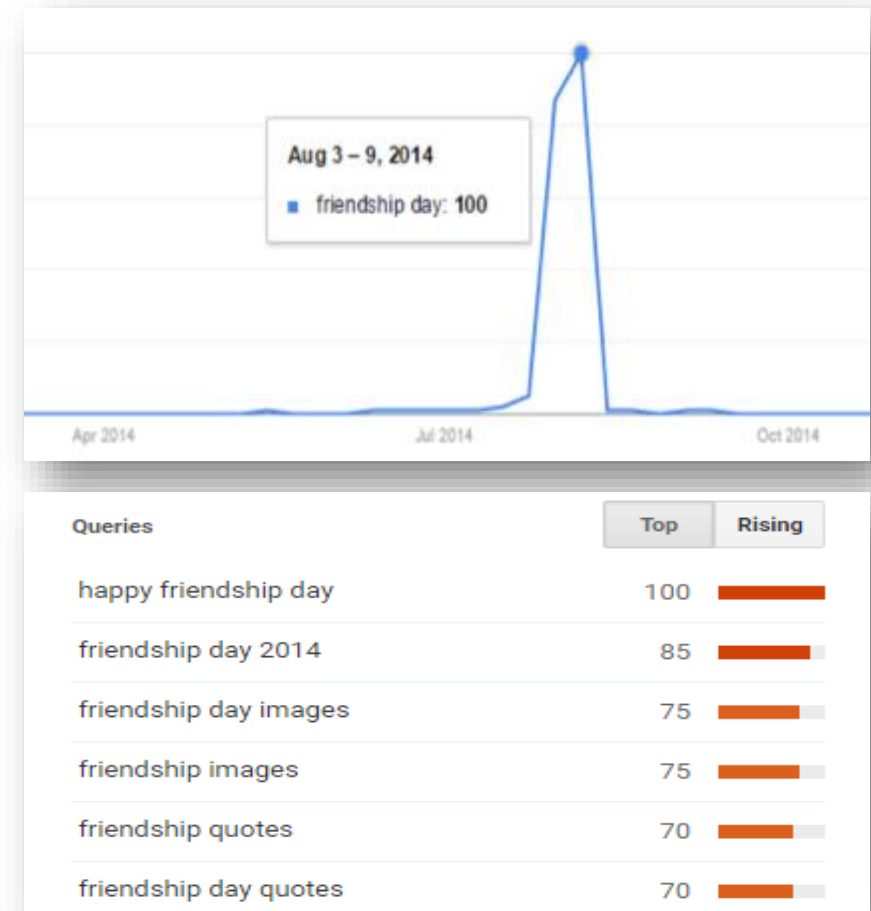 Aug 3 – 9, 2014
friendship day: 100
Apr 2014 Jul 2014 Oct 2014
Queries Top Rising
happy friendship day 100
friendship day 2014 85
friendship day images 75
friendship images 75
friendship quotes 70
friendship day quotes 70